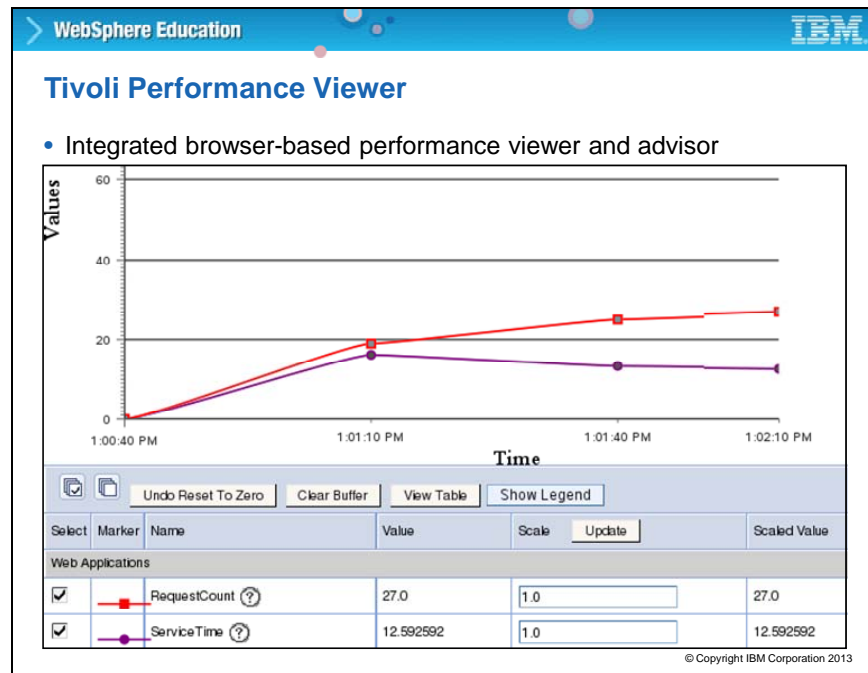 WebSphere Education
IBM
Tivoli Performance Viewer
• Integrated browser-based performance viewer and advisor
Values
60
40
20
0
1:00:40 PM 1:01:10 PM 1:01:40 PM 1:02:10 PM
Time
Undo Reset To Zero Clear Buffer View Table Show Legend
Select Marker Name Value Scale Update Scaled Value
Web Applications
RequestCount ? 27.0 1.0 27.0
ServiceTime ? 12.592592 1.0 12.592592
© Copyright IBM Corporation 2013